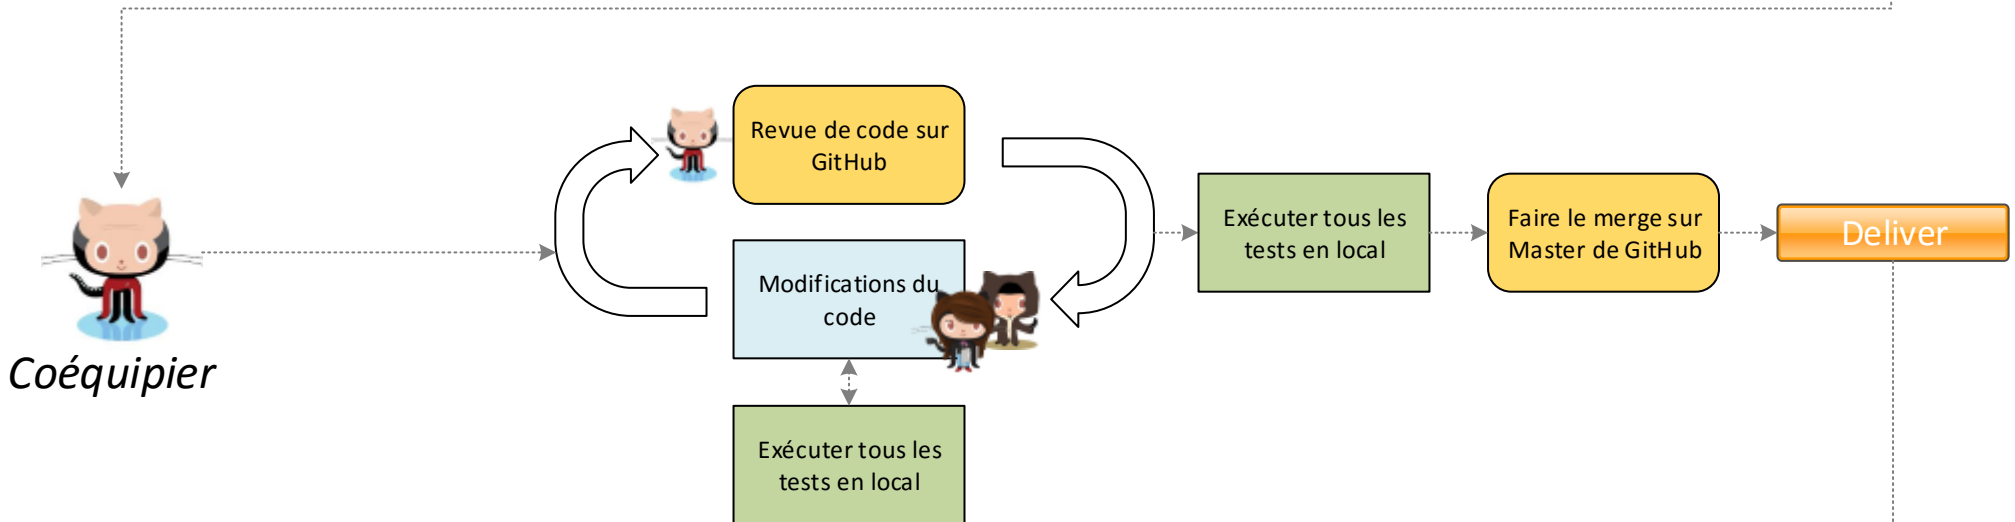 Revue de code sur
GitHub
Exécuter tous les
tests en local
Faire le merge sur
Master de GitHub
Deliver
Modifications du
code
Coéquipier
Exécuter tous les
tests en local